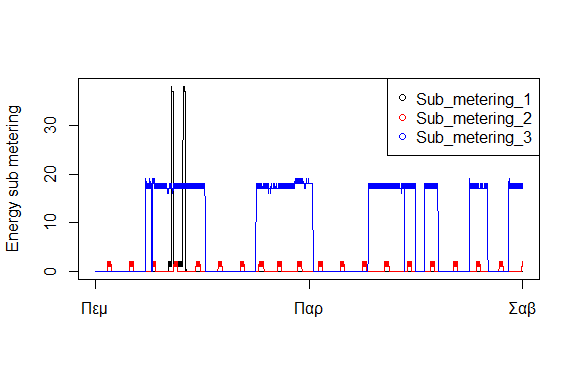 Energy sub metering
30
20
10
0
Sub_metering_1
Sub_metering_2
Sub_metering_3
Πεμ Παρ Σαβ